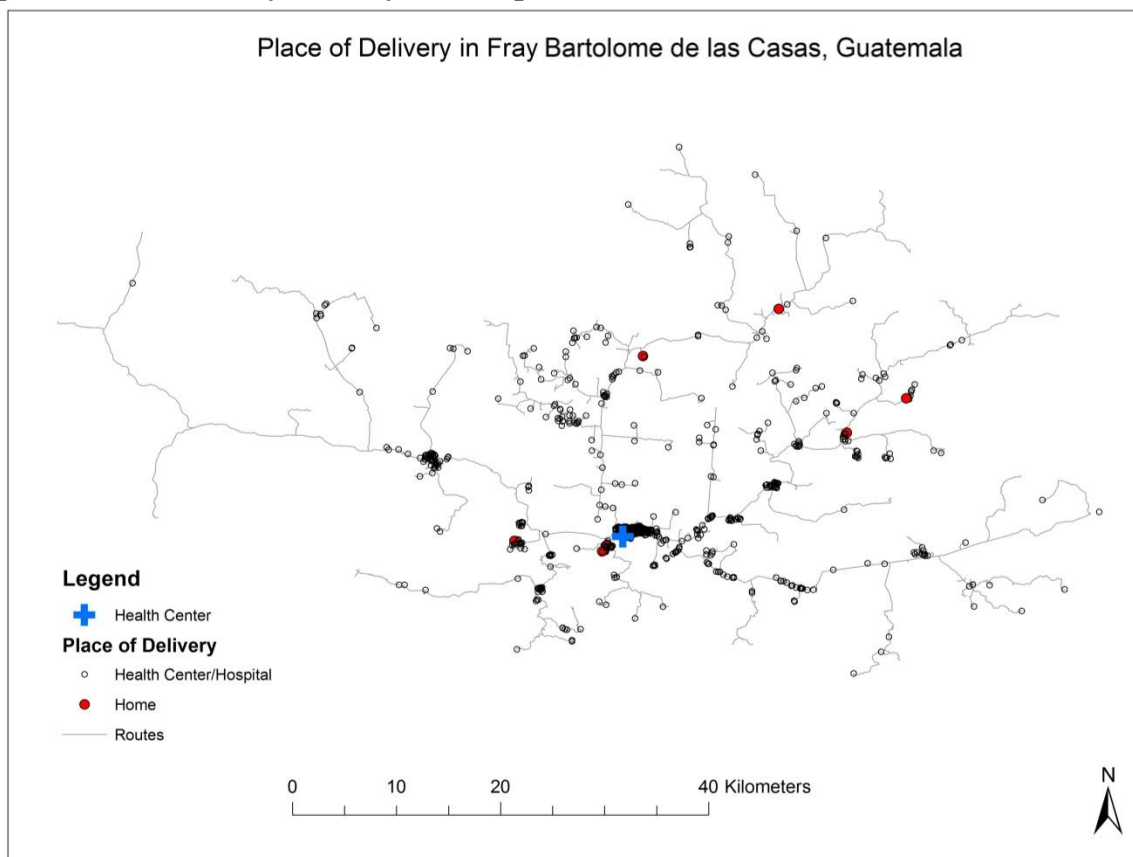 Place of Delivery in Fray Bartolome de las Casas, Guatemala
Legend
Health Center
Place of Delivery
Health Center/Hospital
Home
Routes
0 10 20 40 Kilometers
N